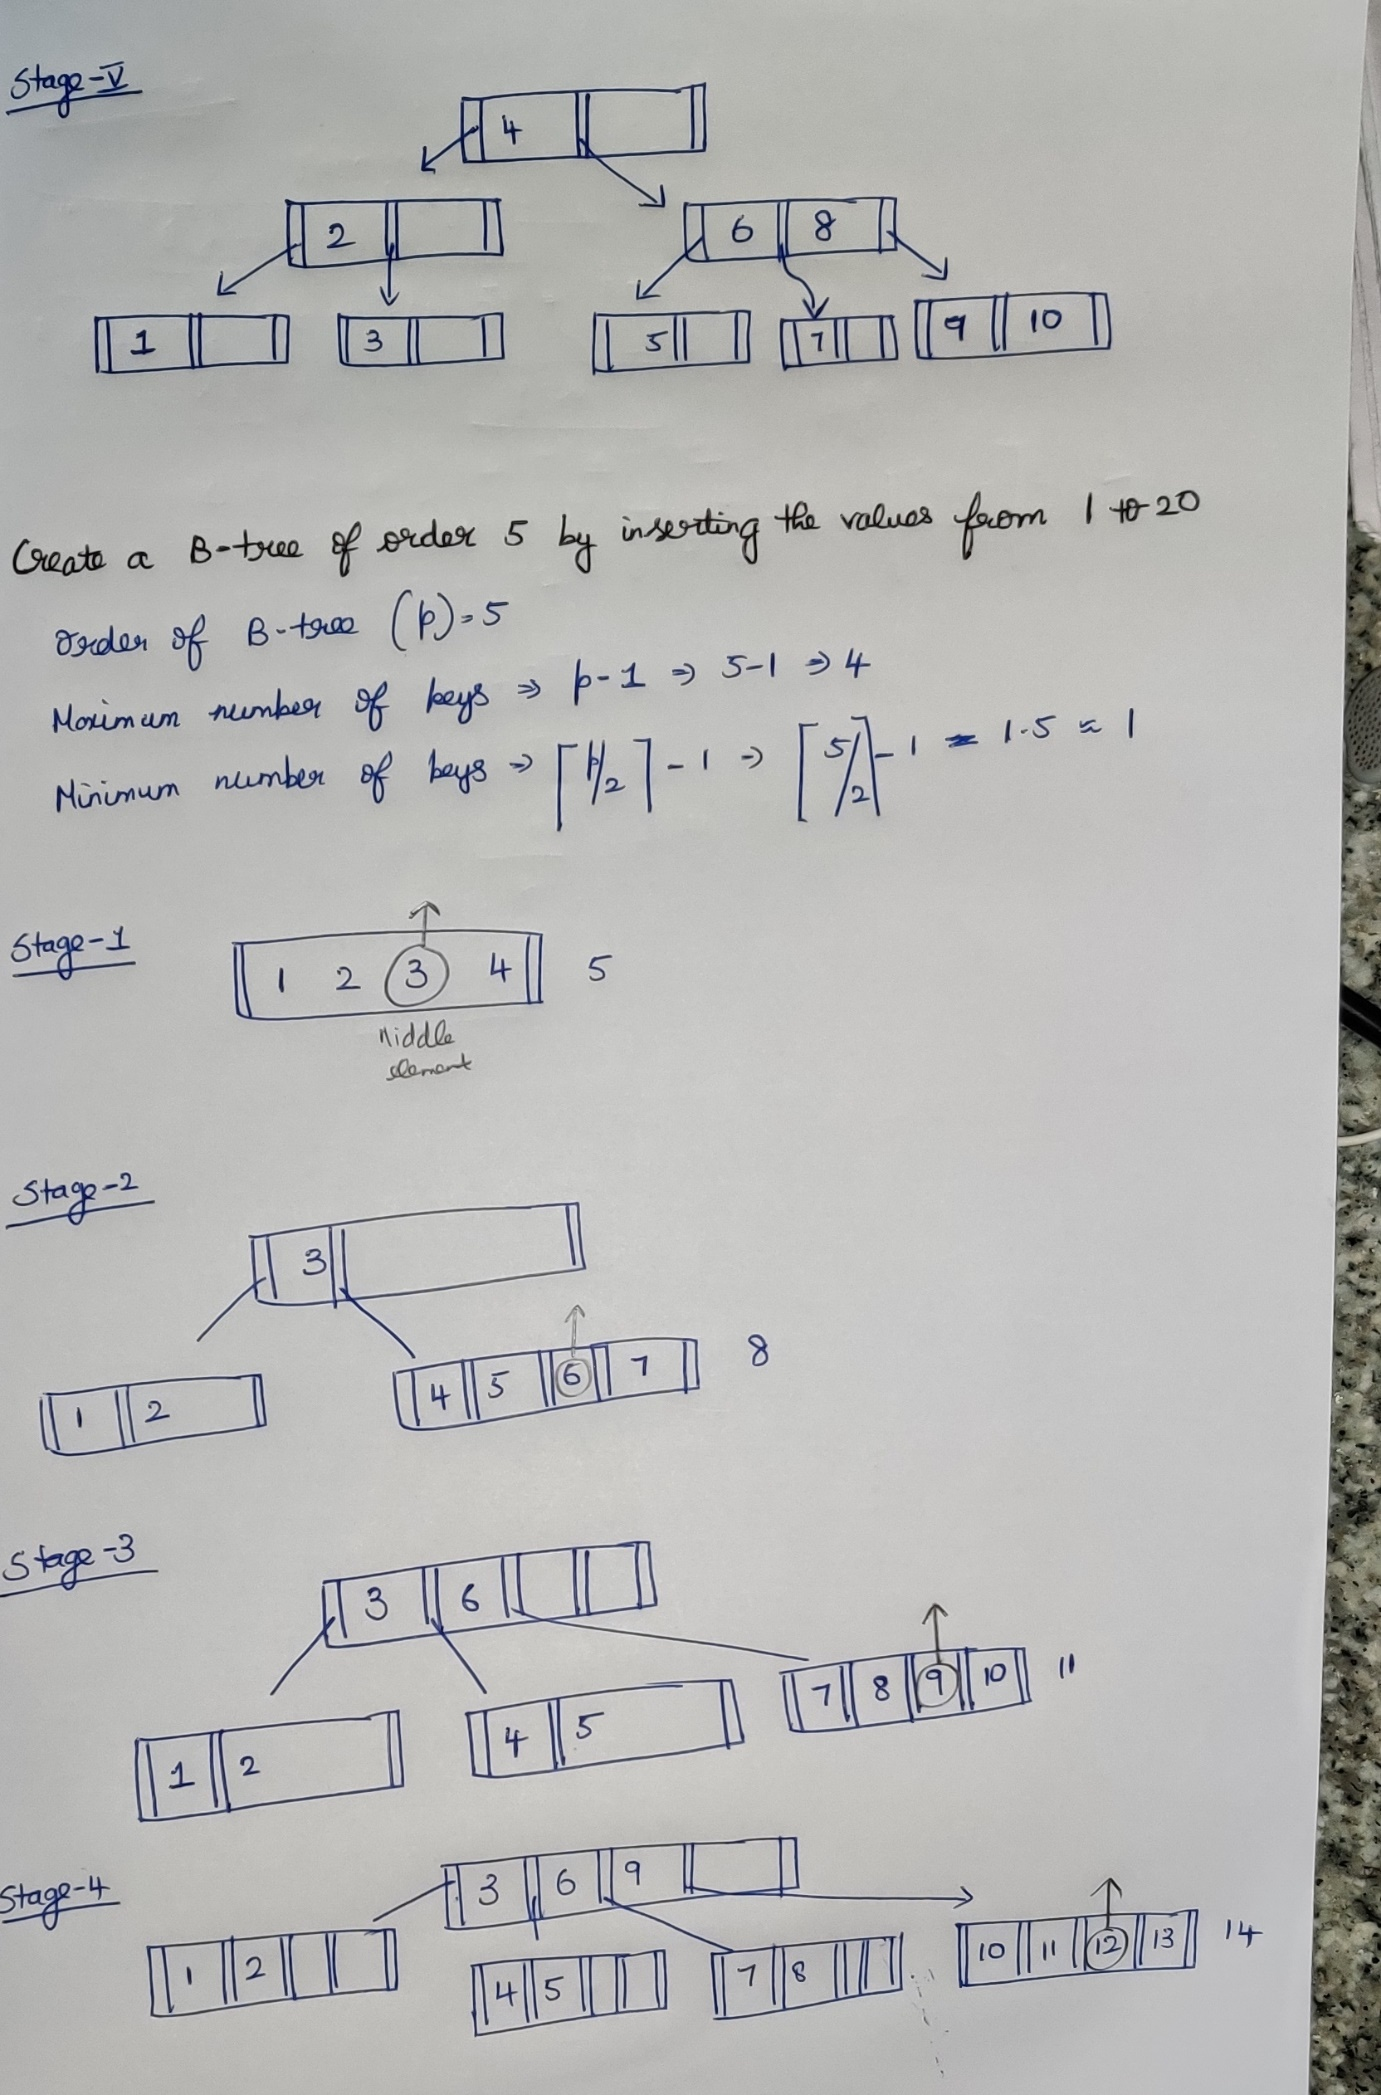 Stage-V
4
2
6 8
1
3
5
7
9 10
Create a B-tree of order 5 by inserting the values from 1 to 20
Order of B-tree (p)=5
Maximum number of keys ⇒ p-1 ⇒ 5-1 ⇒ 4
Minimum number of keys ⇒ ⌈p/2⌉-1 ⇒ ⌈5/2⌉-1 = 1.5 ≈ 1
Stage-1
1 2 3 4 5
Middle
element
Stage-2
3
1 2
4 5 6 7 8
Stage-3
3 6
1 2
4 5
7 8 9 10 11
Stage-4
3 6 9
1 2
4 5
7 8
10 11 12 13 14